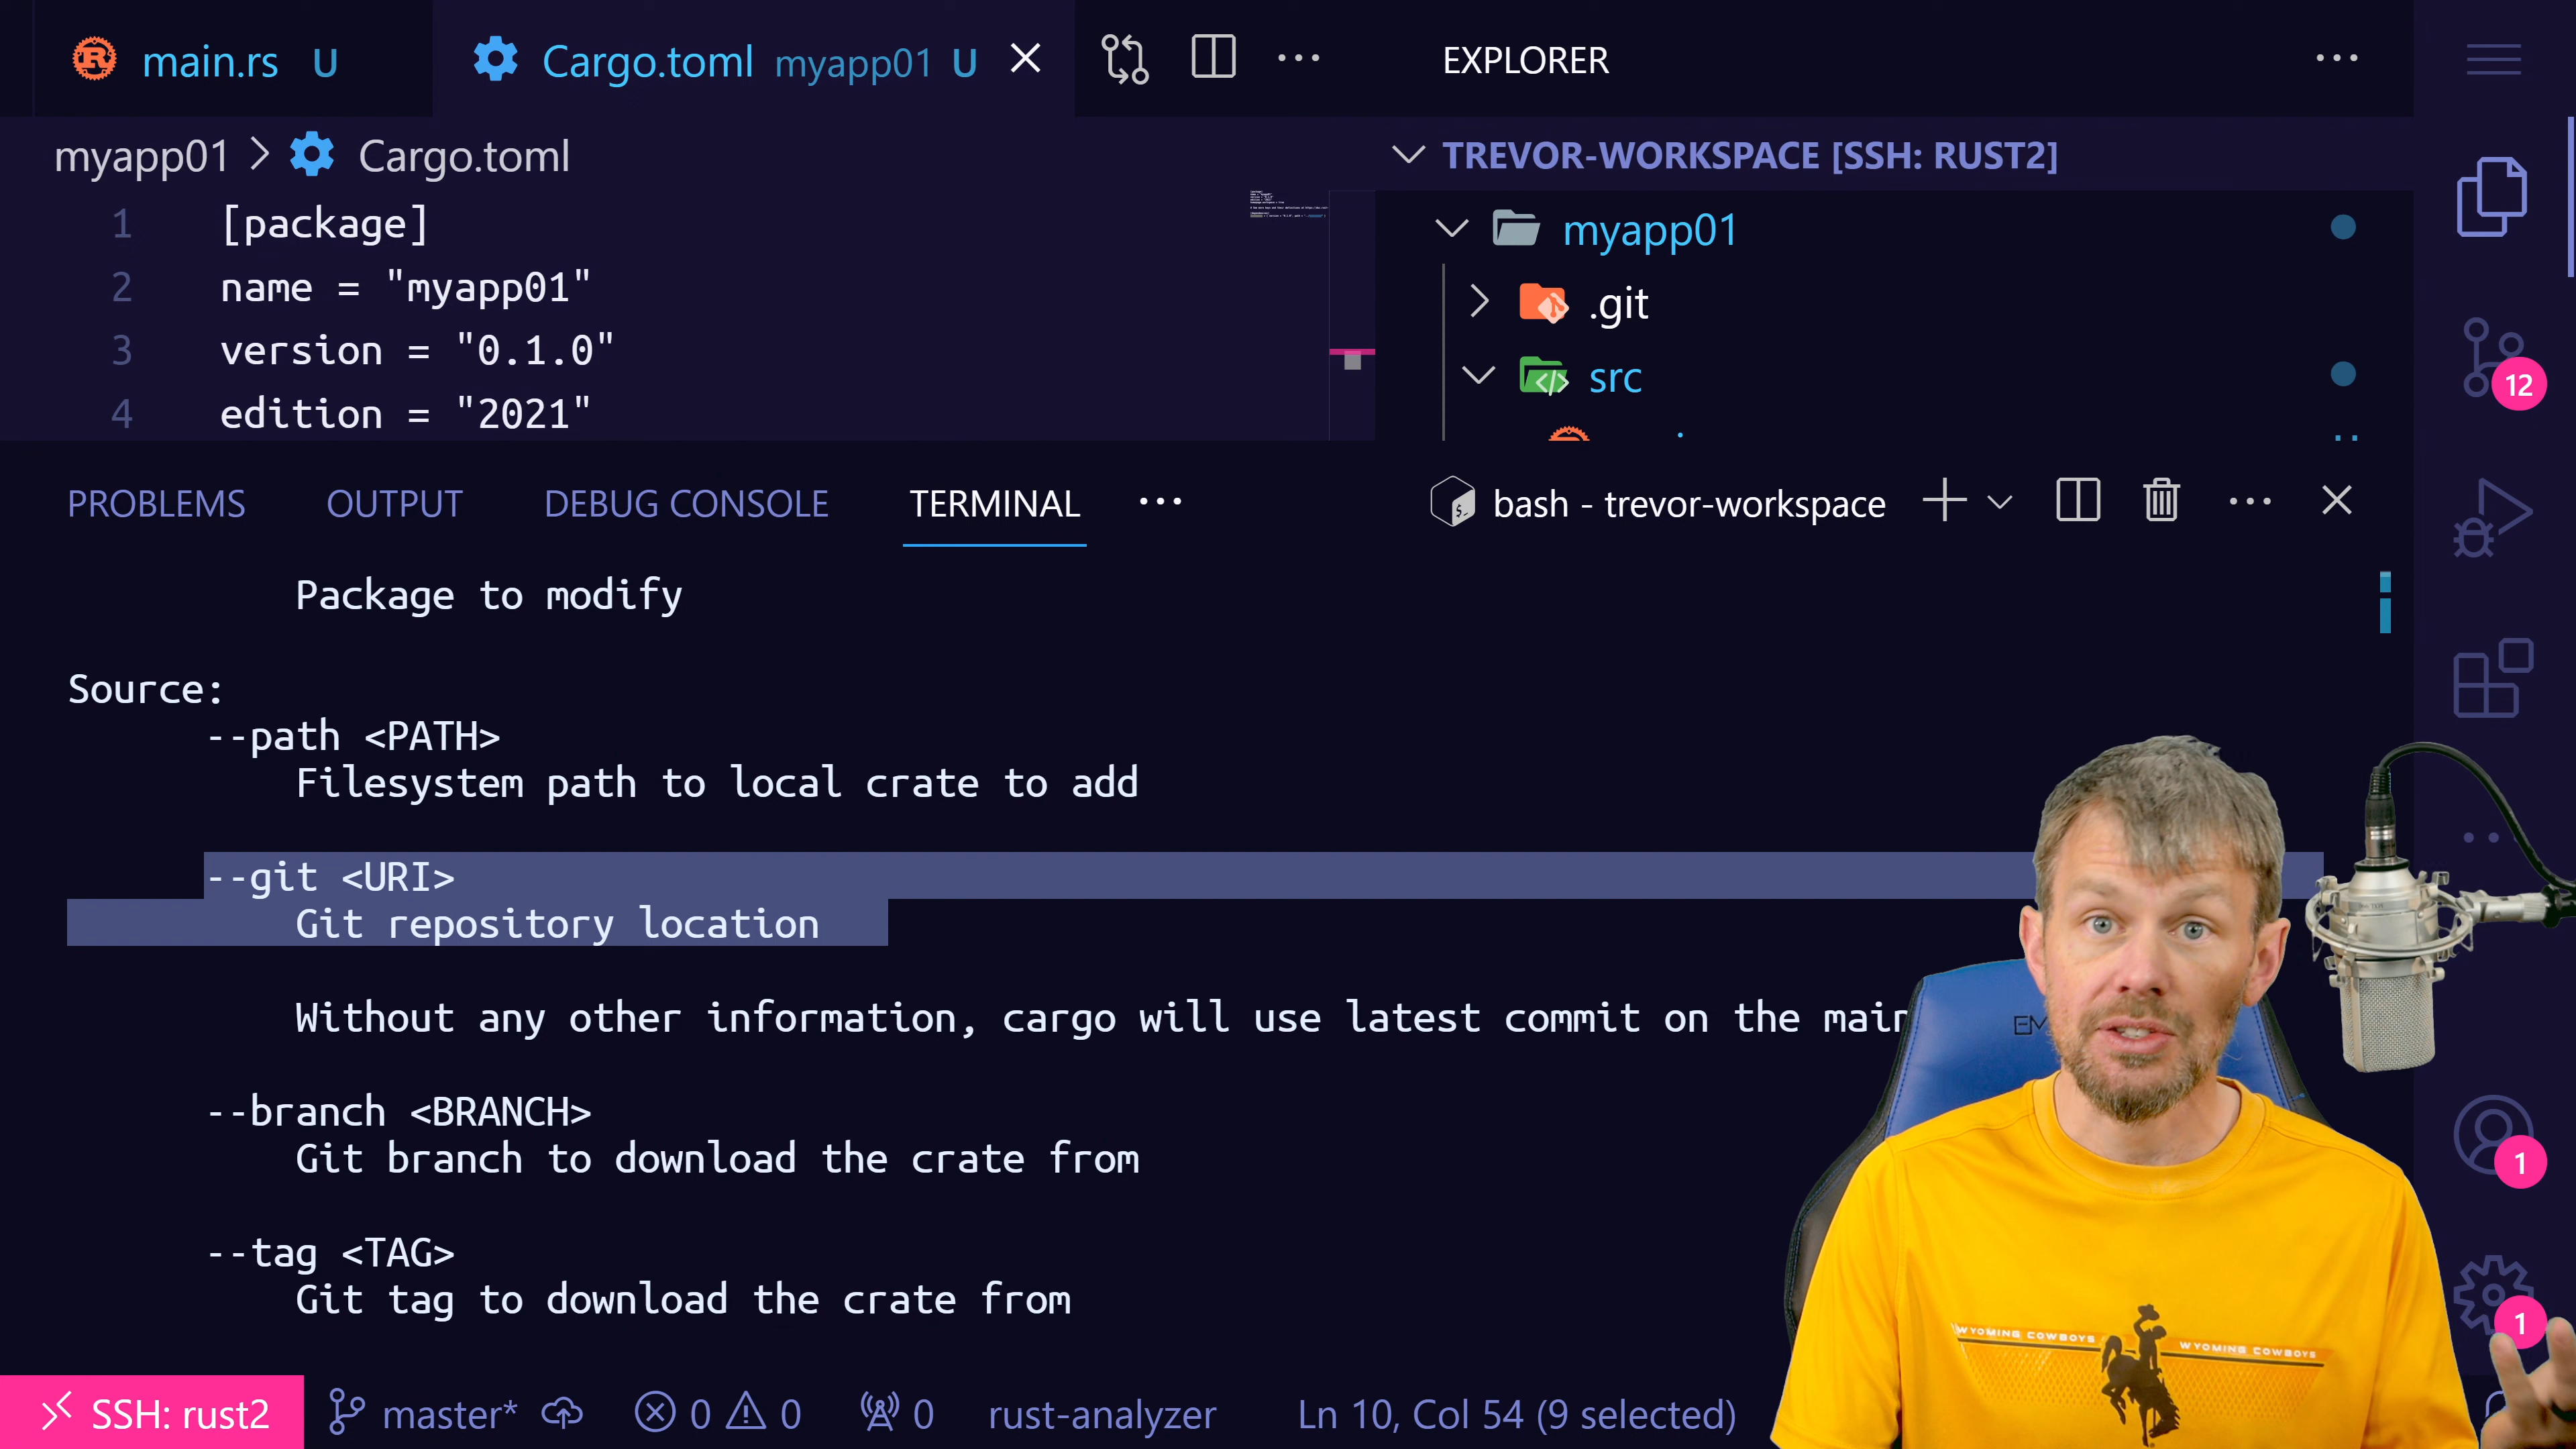 main.rs U Cargo.toml myapp01 U EXPLORER
myapp01 > Cargo.toml
TREVOR-WORKSPACE [SSH: RUST2]
1 [package]
2 name = "myapp01"
3 version = "0.1.0"
4 edition = "2021"
myapp01
.git
src
12
PROBLEMS OUTPUT DEBUG CONSOLE TERMINAL
bash - trevor-workspace
Package to modify
Source:
--path <PATH>
Filesystem path to local crate to add
--git <URI>
Git repository location
Without any other information, cargo will use latest commit on the main
--branch <BRANCH>
Git branch to download the crate from
--tag <TAG>
Git tag to download the crate from
1
1
WYOMING COWBOYS WYOMING COWBOYS
SSH: rust2 master* 0 0 0 rust-analyzer Ln 10, Col 54 (9 selected)